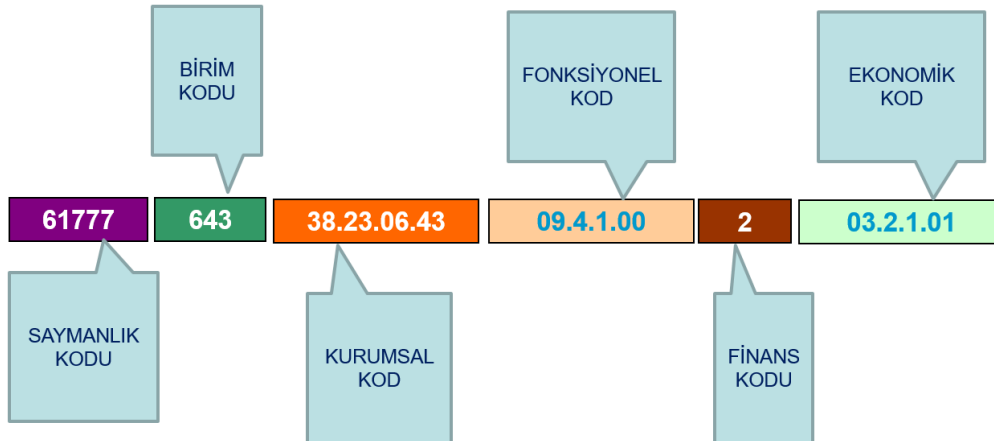 BİRİM
KODU
FONKSİYONEL
KOD
EKONOMİK
KOD
61777 643 38.23.06.43 09.4.1.00 2 03.2.1.01
SAYMANLIK
KODU
KURUMSAL
KOD
FİNANS
KODU